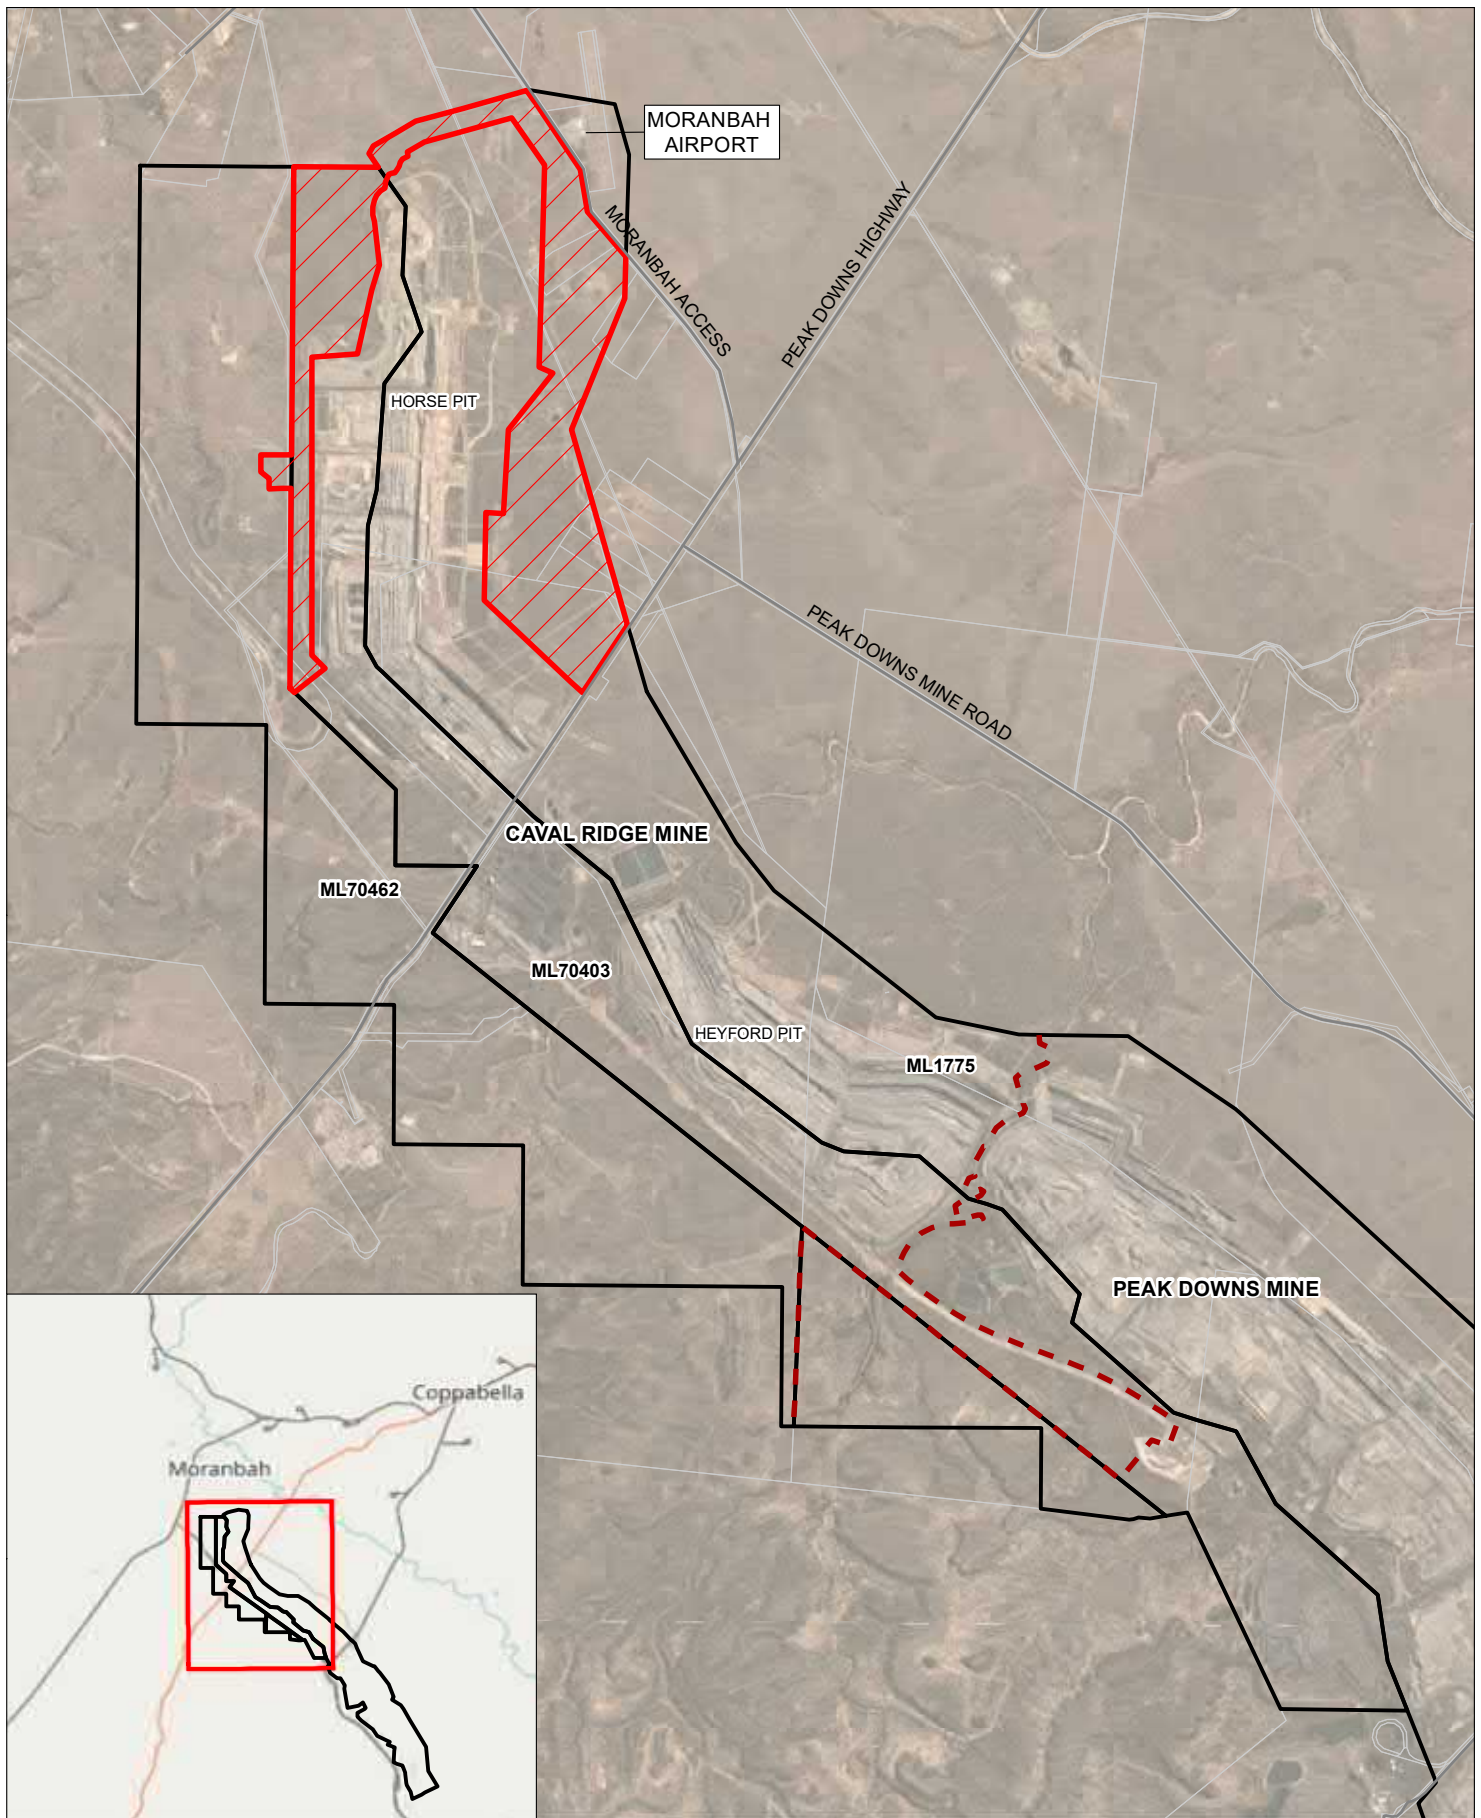 MORANBAH
AIRPORT
MORANBAH ACCESS
PEAK DOWNS HIGHWAY
HORSE PIT
PEAK DOWNS MINE ROAD
CAVAL RIDGE MINE
ML70462
ML70403
HEYFORD PIT
ML1775
PEAK DOWNS MINE
Coppabella
Moranbah